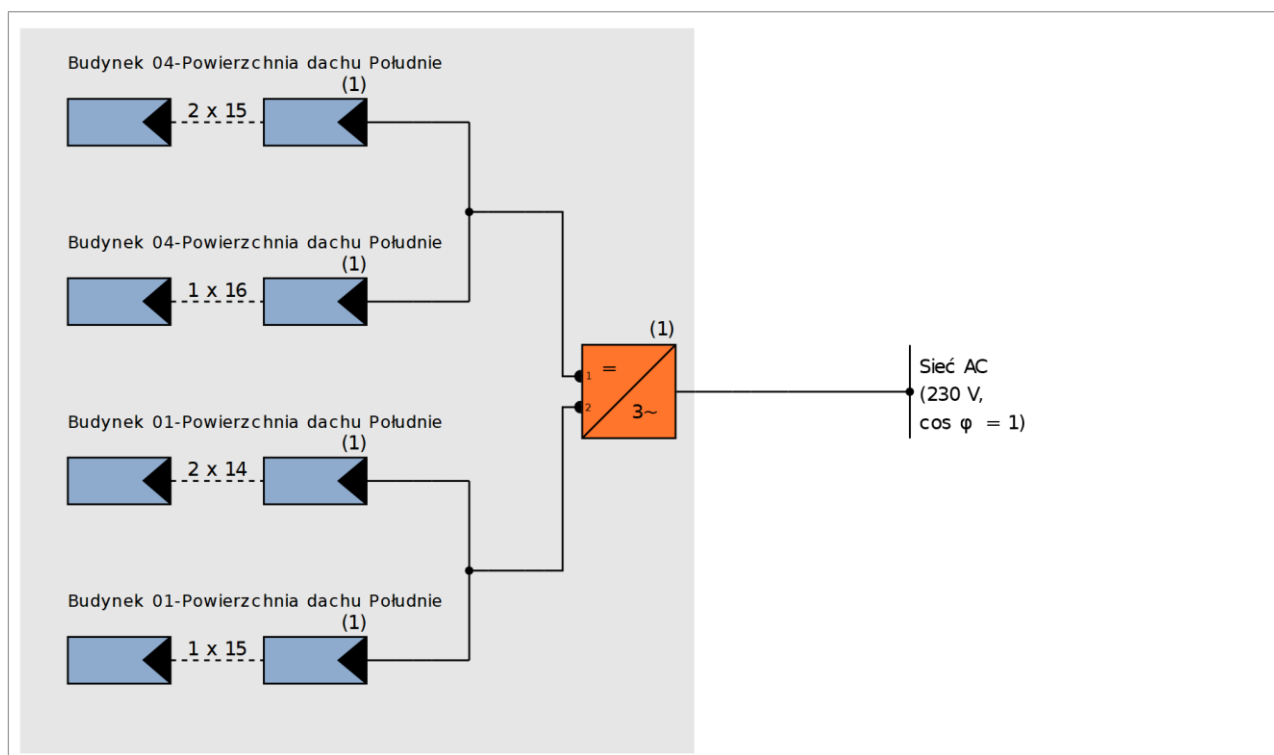 Budynek 04-Powierzchnia dachu Południe
(1)
2 x 15
Budynek 04-Powierzchnia dachu Południe
(1)
1 x 16
(1)
=
1
2
3~
Sieć AC
(230 V,
cos φ = 1)
Budynek 01-Powierzchnia dachu Południe
(1)
2 x 14
Budynek 01-Powierzchnia dachu Południe
(1)
1 x 15